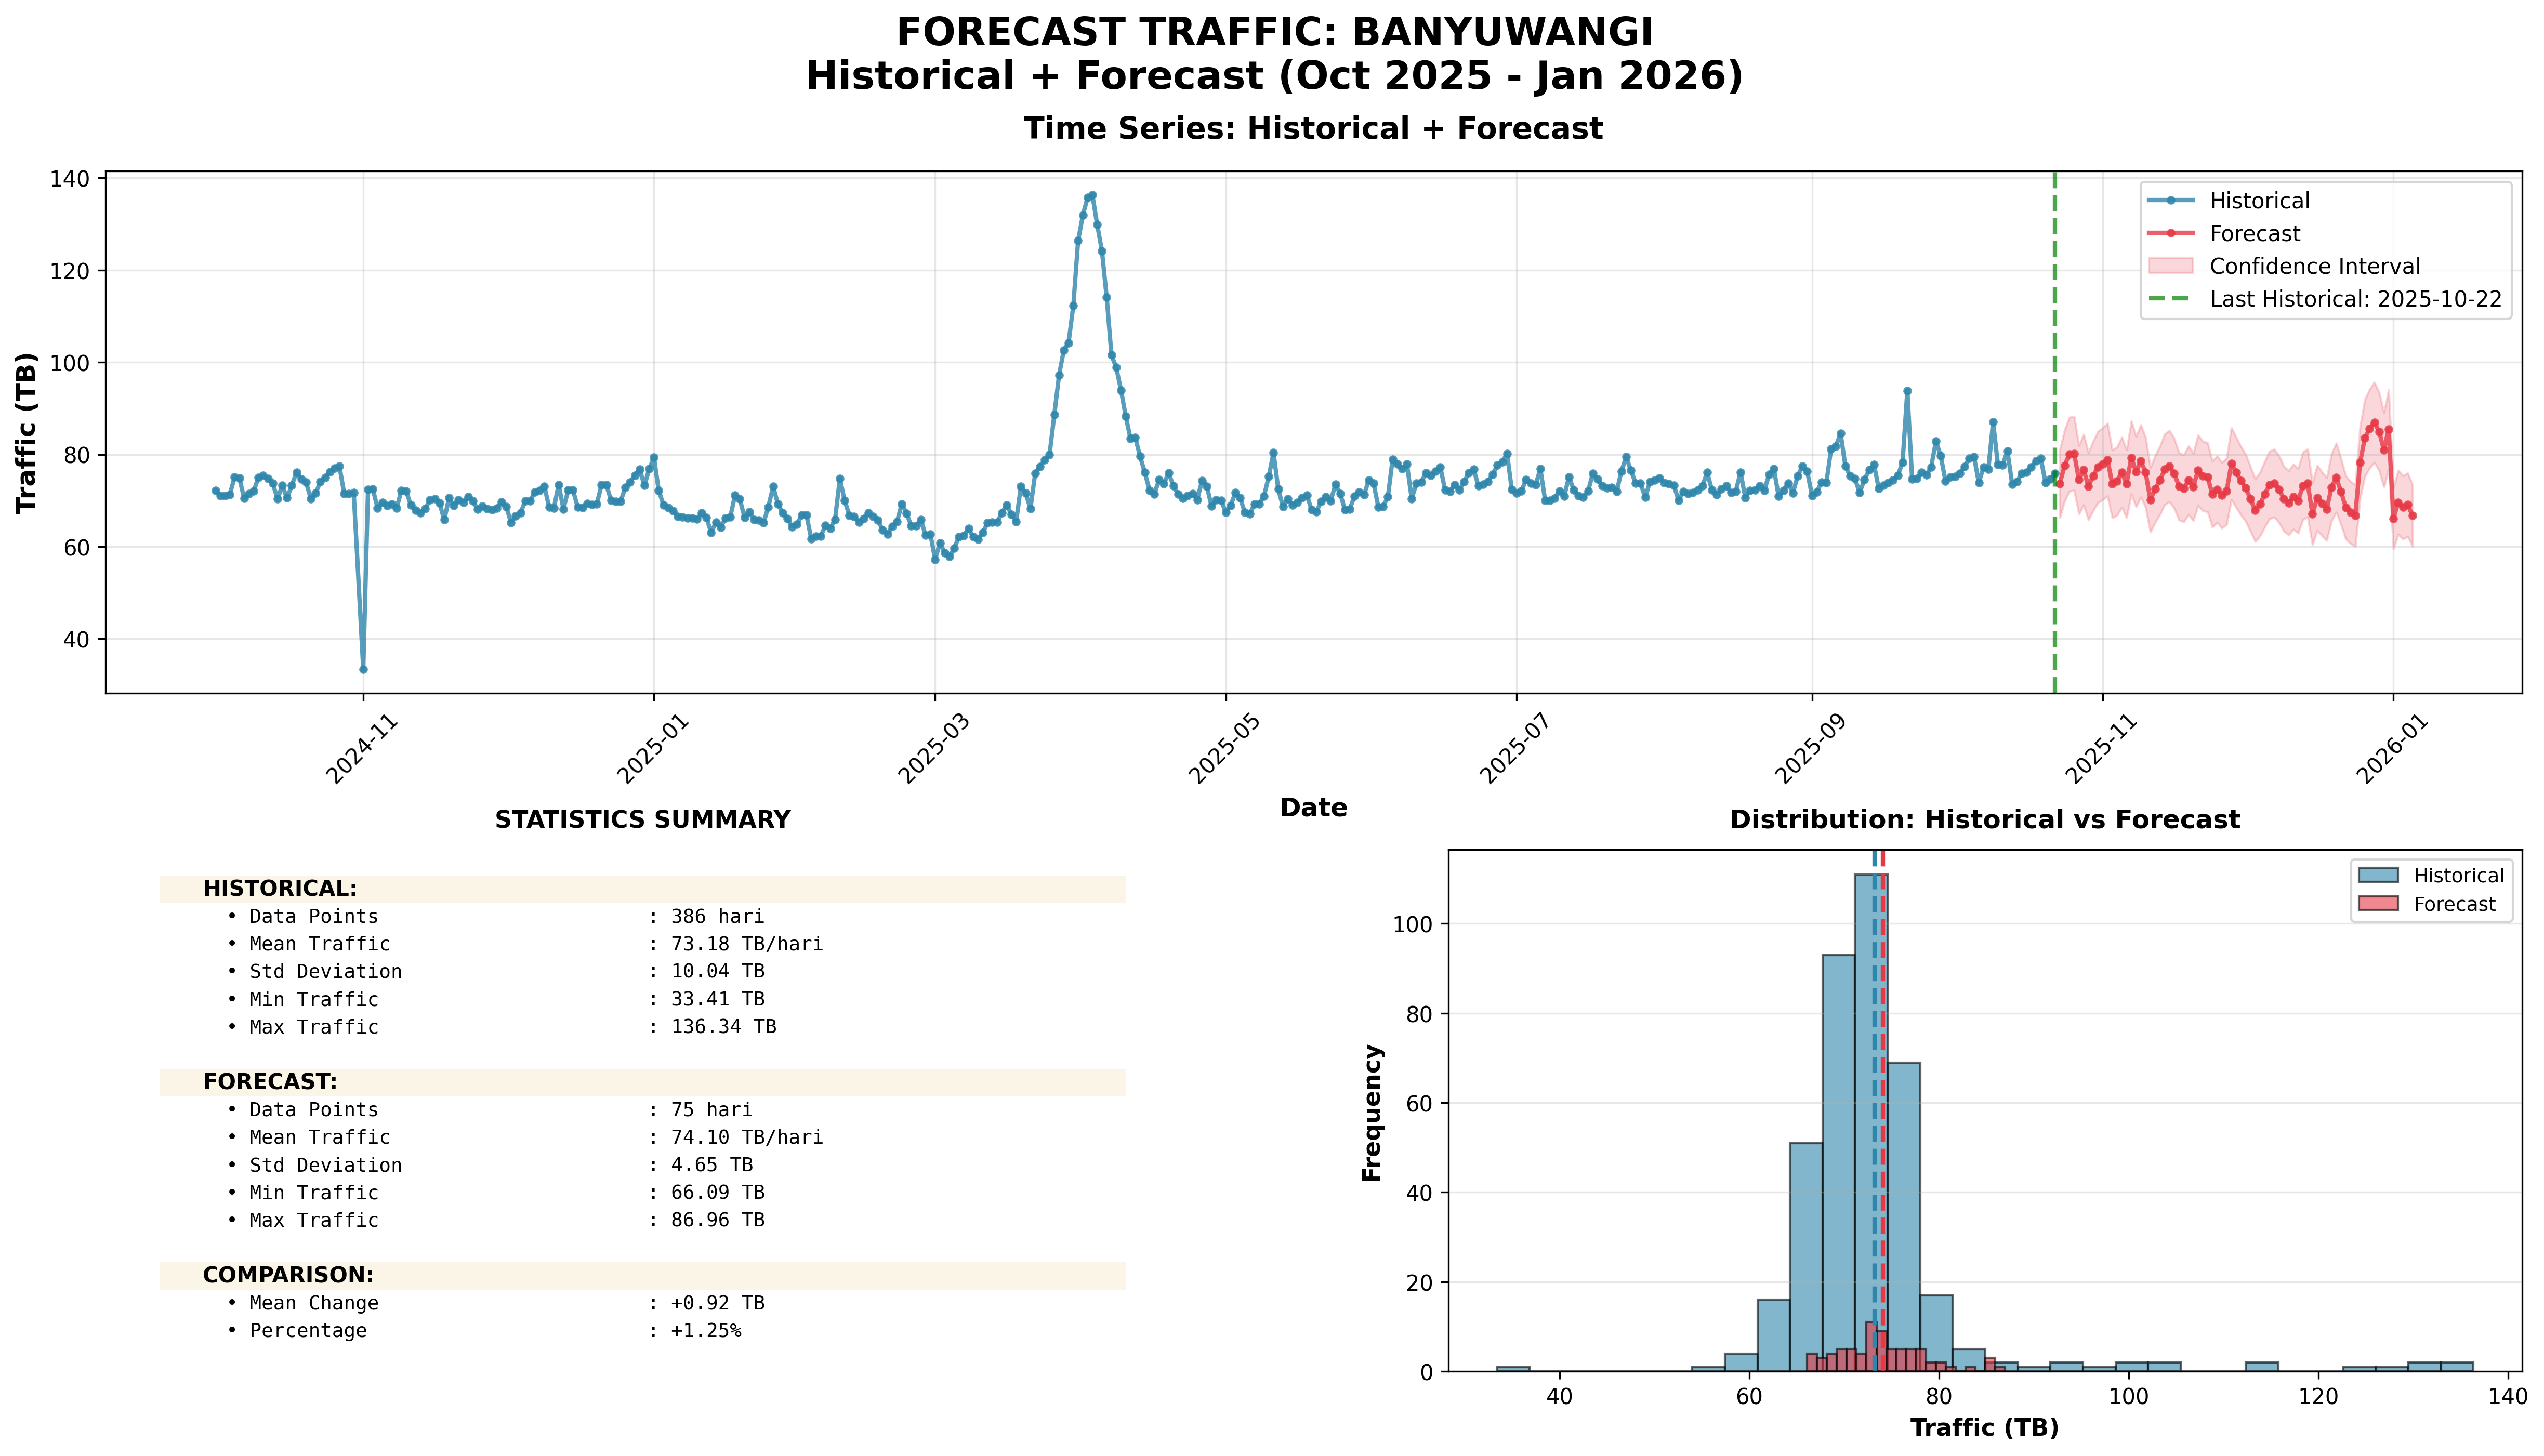 FORECAST TRAFFIC: BANYUWANGI
Historical + Forecast (Oct 2025 - Jan 2026)
Time Series: Historical + Forecast
Traffic (TB)
140
120
100
80
60
40
Historical
Forecast
Confidence Interval
Last Historical: 2025-10-22
2024-11
2025-01
2025-03
2025-05
2025-07
2025-09
2025-11
2026-01
Date
STATISTICS SUMMARY
HISTORICAL:
• Data Points : 386 hari
• Mean Traffic : 73.18 TB/hari
• Std Deviation : 10.04 TB
• Min Traffic : 33.41 TB
• Max Traffic : 136.34 TB
FORECAST:
• Data Points : 75 hari
• Mean Traffic : 74.10 TB/hari
• Std Deviation : 4.65 TB
• Min Traffic : 66.09 TB
• Max Traffic : 86.96 TB
COMPARISON:
• Mean Change : +0.92 TB
• Percentage : +1.25%
Distribution: Historical vs Forecast
Frequency
100
80
60
40
20
0
Historical
Forecast
40
60
80
100
120
140
Traffic (TB)